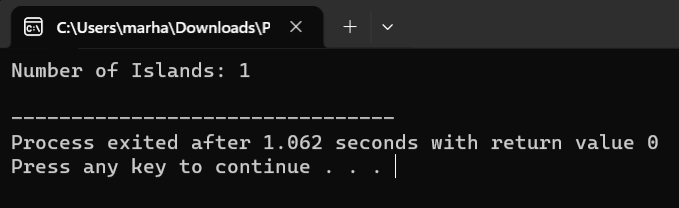 C:\Users\marha\Downloads\P
Number of Islands: 1
--------------------------------
Process exited after 1.062 seconds with return value 0
Press any key to continue . . .